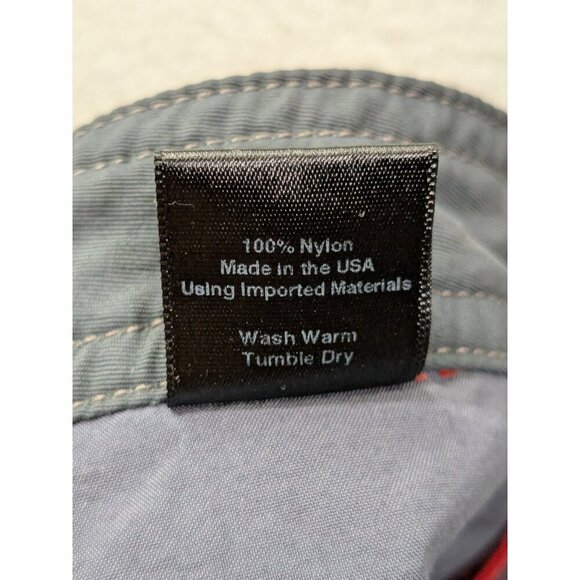 100% Nylon
Made in the USA
Using Imported Materials
Wash Warm
Tumble Dry